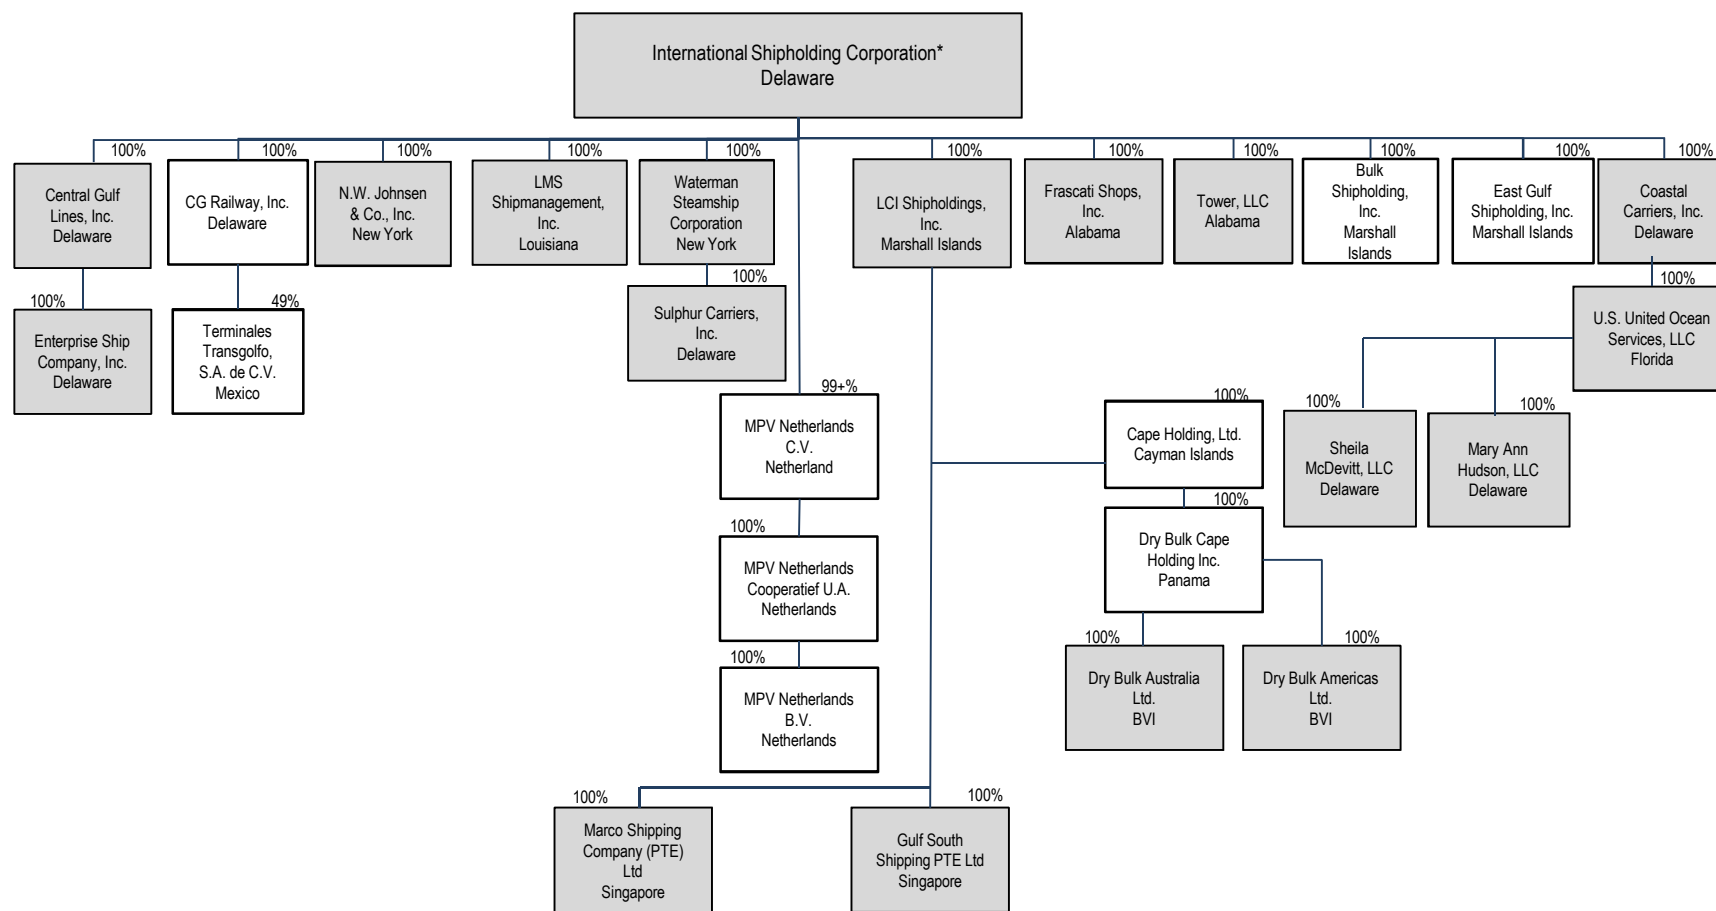 International Shipholding Corporation*
Delaware
100%
100%
100%
100%
100%
100%
100%
100%
100%
100%
100%
Central Gulf
Lines, Inc.
Delaware
CG Railway, Inc.
Delaware
N.W. Johnsen
& Co., Inc.
New York
LMS
Shipmanagement,
Inc.
Louisiana
Waterman
Steamship
Corporation
New York
LCI Shipholdings,
Inc.
Marshall Islands
Frascati Shops,
Inc.
Alabama
Tower, LLC
Alabama
Bulk
Shipholding,
Inc.
Marshall
Islands
East Gulf
Shipholding, Inc.
Marshall Islands
Coastal
Carriers, Inc.
Delaware
100%
Enterprise Ship
Company, Inc.
Delaware
49%
Terminales
Transgolfo,
S.A. de C.V.
Mexico
100%
Sulphur Carriers,
Inc.
Delaware
100%
U.S. United Ocean
Services, LLC
Florida
99+%
MPV Netherlands
C.V.
Netherland
100%
Cape Holding, Ltd.
Cayman Islands
100%
Sheila
McDevitt, LLC
Delaware
100%
Mary Ann
Hudson, LLC
Delaware
100%
MPV Netherlands
Cooperatief U.A.
Netherlands
100%
Dry Bulk Cape
Holding Inc.
Panama
100%
MPV Netherlands
B.V.
Netherlands
100%
Dry Bulk Australia
Ltd.
BVI
100%
Dry Bulk Americas
Ltd.
BVI
100%
Marco Shipping
Company (PTE)
Ltd
Singapore
100%
Gulf South
Shipping PTE Ltd
Singapore